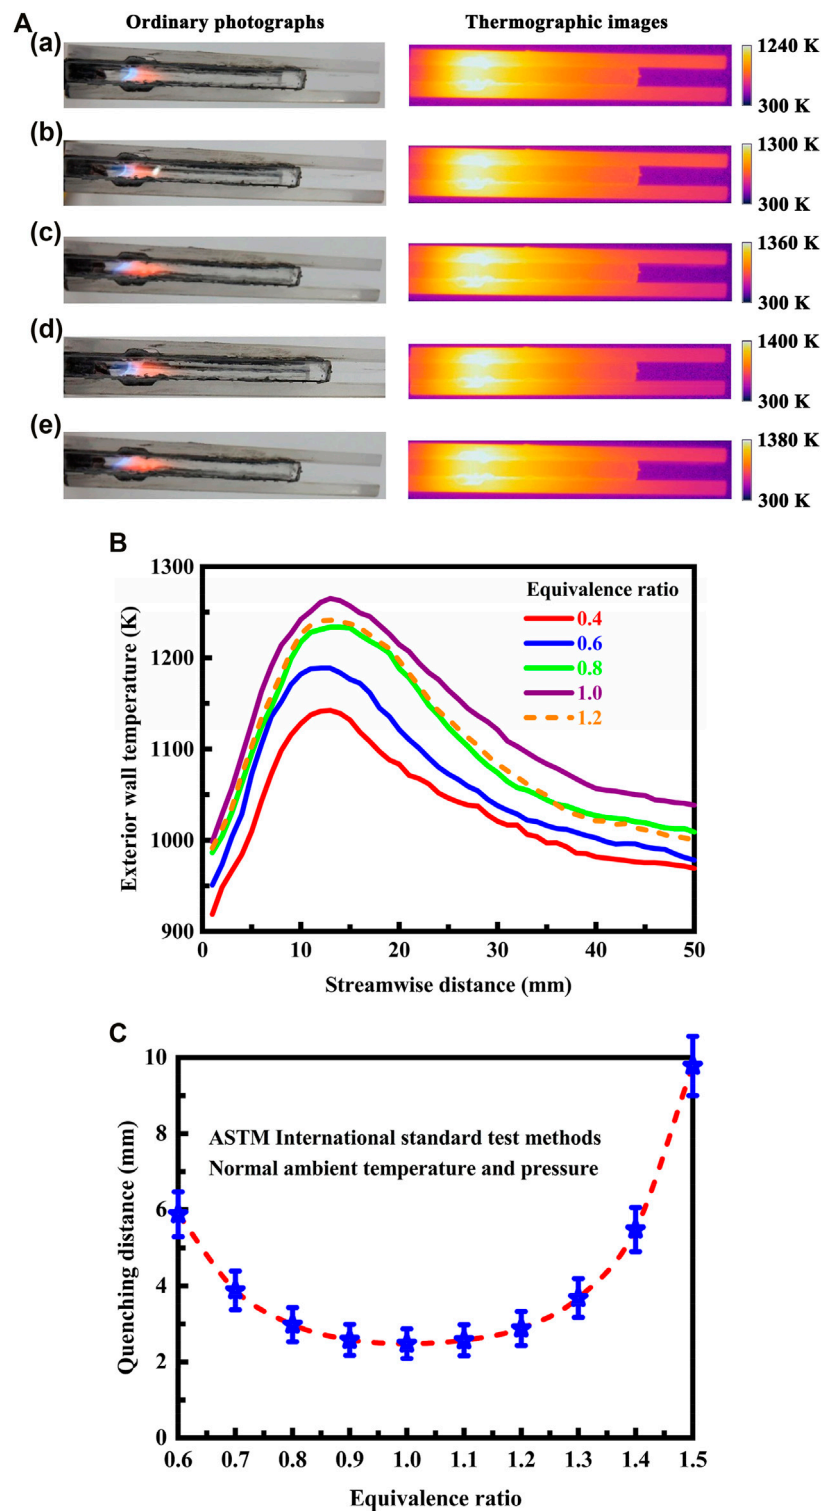 A
Ordinary photographs
Thermographic images
(a)
1240 K
300 K
(b)
1300 K
300 K
(c)
1360 K
300 K
(d)
1400 K
300 K
(e)
1380 K
300 K
B
Exterior wall temperature (K)
1300
1200
1100
1000
900
Equivalence ratio
0.4
0.6
0.8
1.0
1.2
0 10 20 30 40 50
Streamwise distance (mm)
C
Quenching distance (mm)
10
8
6
4
2
0
ASTM International standard test methods
Normal ambient temperature and pressure
0.6 0.7 0.8 0.9 1.0 1.1 1.2 1.3 1.4 1.5
Equivalence ratio